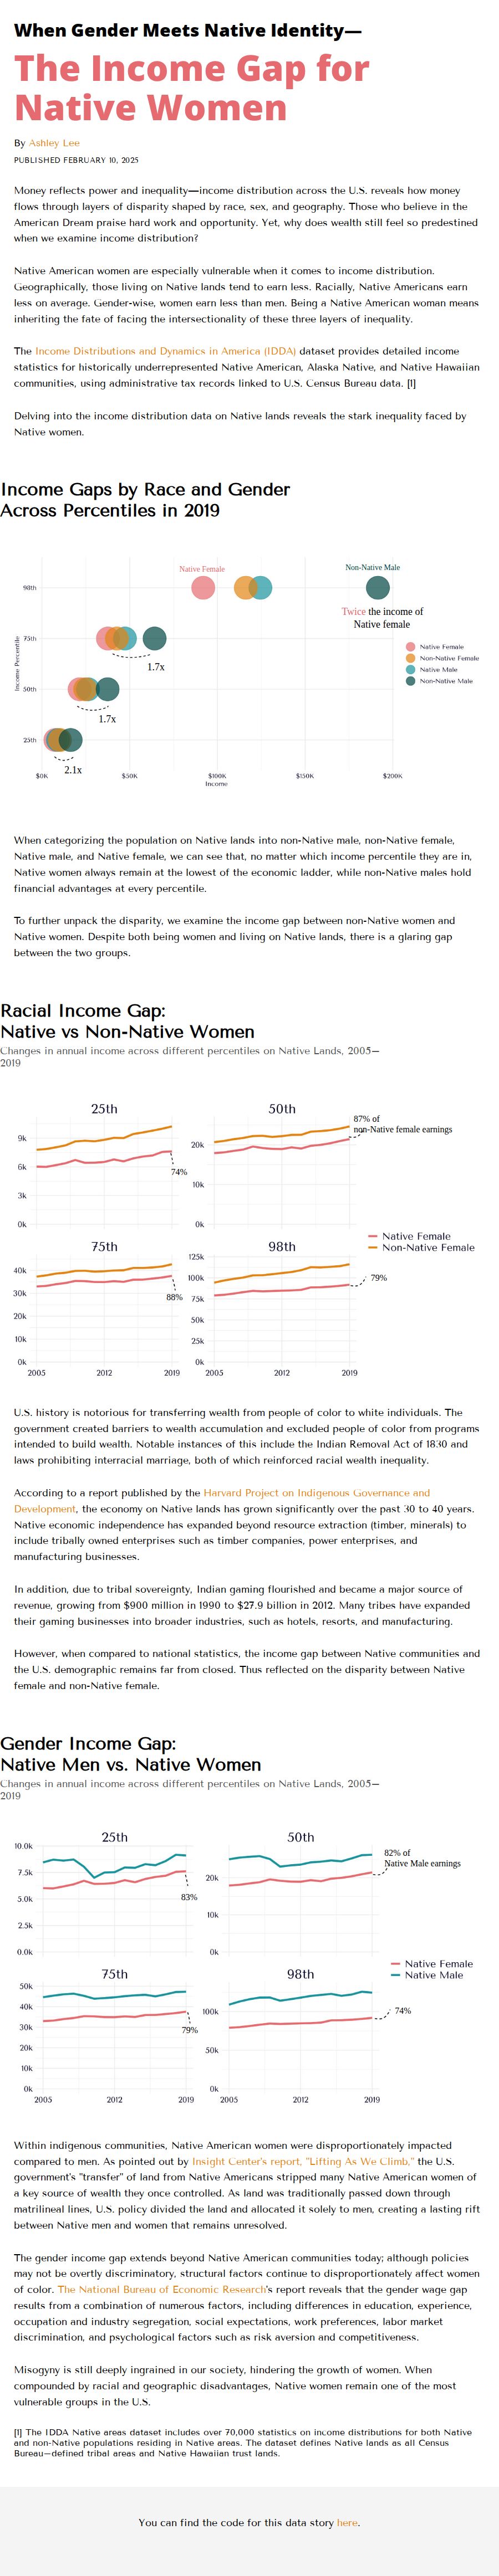 When Gender Meets Native Identity—
The Income Gap for
Native Women
By Ashley Lee
PUBLISHED FEBRUARY 10, 2025
Money reflects power and inequality—income distribution across the U.S. reveals how money
flows through layers of disparity shaped by race, sex, and geography. Those who believe in the
American Dream praise hard work and opportunity. Yet, why does wealth still feel so predestined
when we examine income distribution?
Native American women are especially vulnerable when it comes to income distribution.
Geographically, those living on Native lands tend to earn less. Racially, Native Americans earn
less on average. Gender-wise, women earn less than men. Being a Native American woman means
inheriting the fate of facing the intersectionality of these three layers of inequality.
The Income Distributions and Dynamics in America (IDDA) dataset provides detailed income
statistics for historically underrepresented Native American, Alaska Native, and Native Hawaiian
communities, using administrative tax records linked to U.S. Census Bureau data. [1]
Delving into the income distribution data on Native lands reveals the stark inequality faced by
Native women.
Income Gaps by Race and Gender
Across Percentiles in 2019
Native Female
Non-Native Male
98th
Twice the income of
Native female
75th
1.7x
Native Female
Non-Native Female
Native Male
Non-Native Male
Income Percentile
50th
1.7x
25th
2.1x
$0K
$50K
$100K
$150K
$200K
Income
When categorizing the population on Native lands into non-Native male, non-Native female,
Native male, and Native female, we can see that, no matter which income percentile they are in,
Native women always remain at the lowest of the economic ladder, while non-Native males hold
financial advantages at every percentile.
To further unpack the disparity, we examine the income gap between non-Native women and
Native women. Despite both being women and living on Native lands, there is a glaring gap
between the two groups.
Racial Income Gap:
Native vs Non-Native Women
Changes in annual income across different percentiles on Native Lands, 2005–
2019
25th
9k
6k
3k
0k
74%
50th
20k
10k
0k
87% of
non-Native female earnings
75th
40k
30k
20k
10k
0k
88%
2005
2012
2019
98th
125k
100k
75k
50k
25k
0k
79%
2005
2012
2019
Native Female
Non-Native Female
U.S. history is notorious for transferring wealth from people of color to white individuals. The
government created barriers to wealth accumulation and excluded people of color from programs
intended to build wealth. Notable instances of this include the Indian Removal Act of 1830 and
laws prohibiting interracial marriage, both of which reinforced racial wealth inequality.
According to a report published by the Harvard Project on Indigenous Governance and
Development, the economy on Native lands has grown significantly over the past 30 to 40 years.
Native economic independence has expanded beyond resource extraction (timber, minerals) to
include tribally owned enterprises such as timber companies, power enterprises, and
manufacturing businesses.
In addition, due to tribal sovereignty, Indian gaming flourished and became a major source of
revenue, growing from $900 million in 1990 to $27.9 billion in 2012. Many tribes have expanded
their gaming businesses into broader industries, such as hotels, resorts, and manufacturing.
However, when compared to national statistics, the income gap between Native communities and
the U.S. demographic remains far from closed. Thus reflected on the disparity between Native
female and non-Native female.
Gender Income Gap:
Native Men vs. Native Women
Changes in annual income across different percentiles on Native Lands, 2005–
2019
25th
10.0k
7.5k
5.0k
2.5k
0.0k
83%
50th
20k
10k
0k
82% of
Native Male earnings
75th
50k
40k
30k
20k
10k
0k
79%
2005
2012
2019
98th
100k
50k
0k
74%
2005
2012
2019
Native Female
Native Male
Within indigenous communities, Native American women were disproportionately impacted
compared to men. As pointed out by Insight Center's report, "Lifting As We Climb," the U.S.
government's "transfer" of land from Native Americans stripped many Native American women of
a key source of wealth they once controlled. As land was traditionally passed down through
matrilineal lines, U.S. policy divided the land and allocated it solely to men, creating a lasting rift
between Native men and women that remains unresolved.
The gender income gap extends beyond Native American communities today; although policies
may not be overtly discriminatory, structural factors continue to disproportionately affect women
of color. The National Bureau of Economic Research's report reveals that the gender wage gap
results from a combination of numerous factors, including differences in education, experience,
occupation and industry segregation, social expectations, work preferences, labor market
discrimination, and psychological factors such as risk aversion and competitiveness.
Misogyny is still deeply ingrained in our society, hindering the growth of women. When
compounded by racial and geographic disadvantages, Native women remain one of the most
vulnerable groups in the U.S.
[1] The IDDA Native areas dataset includes over 70,000 statistics on income distributions for both Native
and non-Native populations residing in Native areas. The dataset defines Native lands as all Census
Bureau-defined tribal areas and Native Hawaiian trust lands.
You can find the code for this data story here.